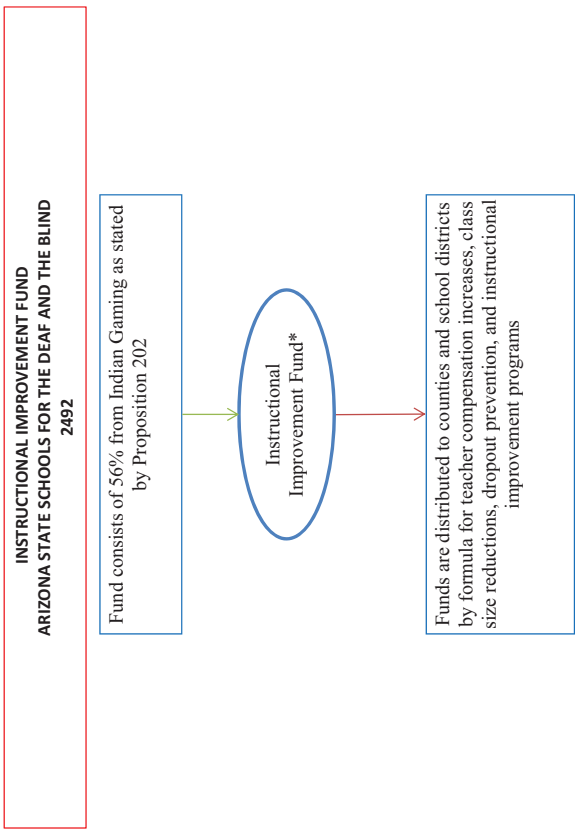 INSTRUCTIONAL IMPROVEMENT FUND
ARIZONA STATE SCHOOLS FOR THE DEAF AND THE BLIND
2492
Fund consists of 56% from Indian Gaming as stated
by Proposition 202
Instructional
Improvement Fund*
Funds are distributed to counties and school districts
by formula for teacher compensation increases, class
size reductions, dropout prevention, and instructional
improvement programs